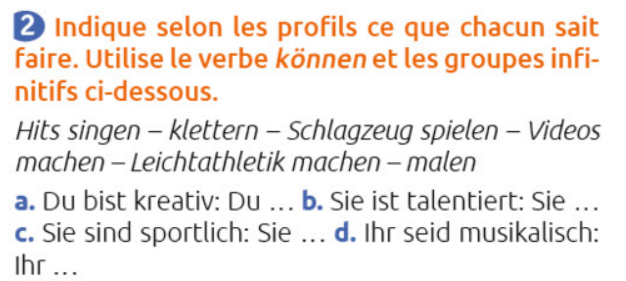 2 Indique selon les profils ce que chacun sait
faire. Utilise le verbe können et les groupes infi-
nitifs ci-dessous.
Hits singen – klettern – Schlagzeug spielen – Videos
machen – Leichtathletik machen – malen
a. Du bist kreativ: Du ... b. Sie ist talentiert: Sie ...
c. Sie sind sportlich: Sie ... d. Ihr seid musikalisch:
Ihr ...